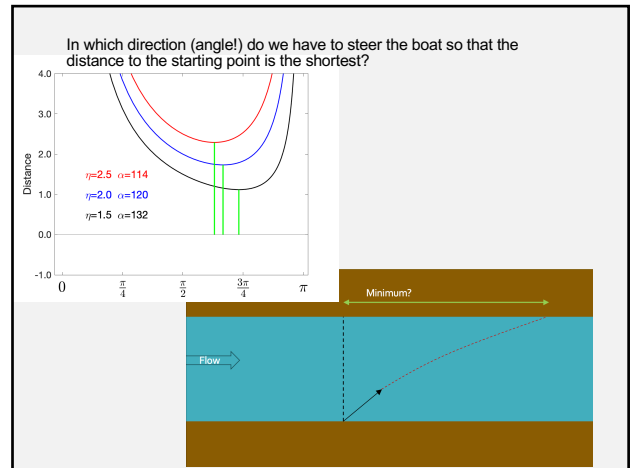 In which direction (angle!) do we have to steer the boat so that the
distance to the starting point is the shortest?
4.0
3.0
2.0
1.0
0.0
-1.0
Distance
η=2.5 α=114
η=2.0 α=120
η=1.5 α=132
0
π/4
π/2
3π/4
π
Minimum?
Flow